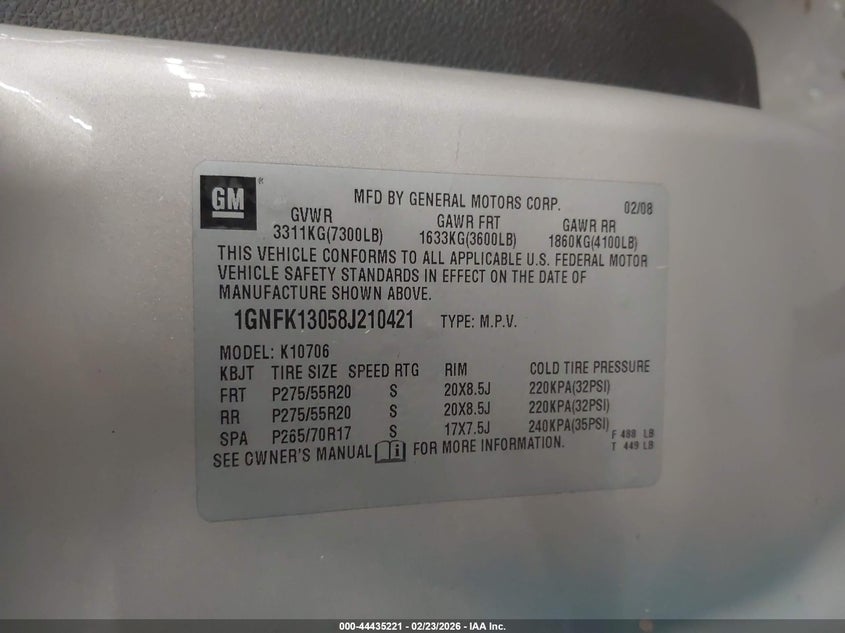 GM ®
MFD BY GENERAL MOTORS CORP. 02/08
GVWR GAWR FRT GAWR RR
3311KG(7300LB) 1633KG(3600LB) 1860KG(4100LB)
THIS VEHICLE CONFORMS TO ALL APPLICABLE U.S. FEDERAL MOTOR
VEHICLE SAFETY STANDARDS IN EFFECT ON THE DATE OF
MANUFACTURE SHOWN ABOVE.
1GNFK13058J210421 TYPE: M.P.V.
MODEL: K10706
KBJT TIRE SIZE SPEED RTG RIM COLD TIRE PRESSURE
FRT P275/55R20 S 20X8.5J 220KPA(32PSI)
RR P275/55R20 S 20X8.5J 220KPA(32PSI)
SPA P265/70R17 S 17X7.5J 240KPA(35PSI)
F 488 LB
T 449 LB
SEE OWNER'S MANUAL i FOR MORE INFORMATION.
000-44435221 - 02/23/2026 - IAA Inc.